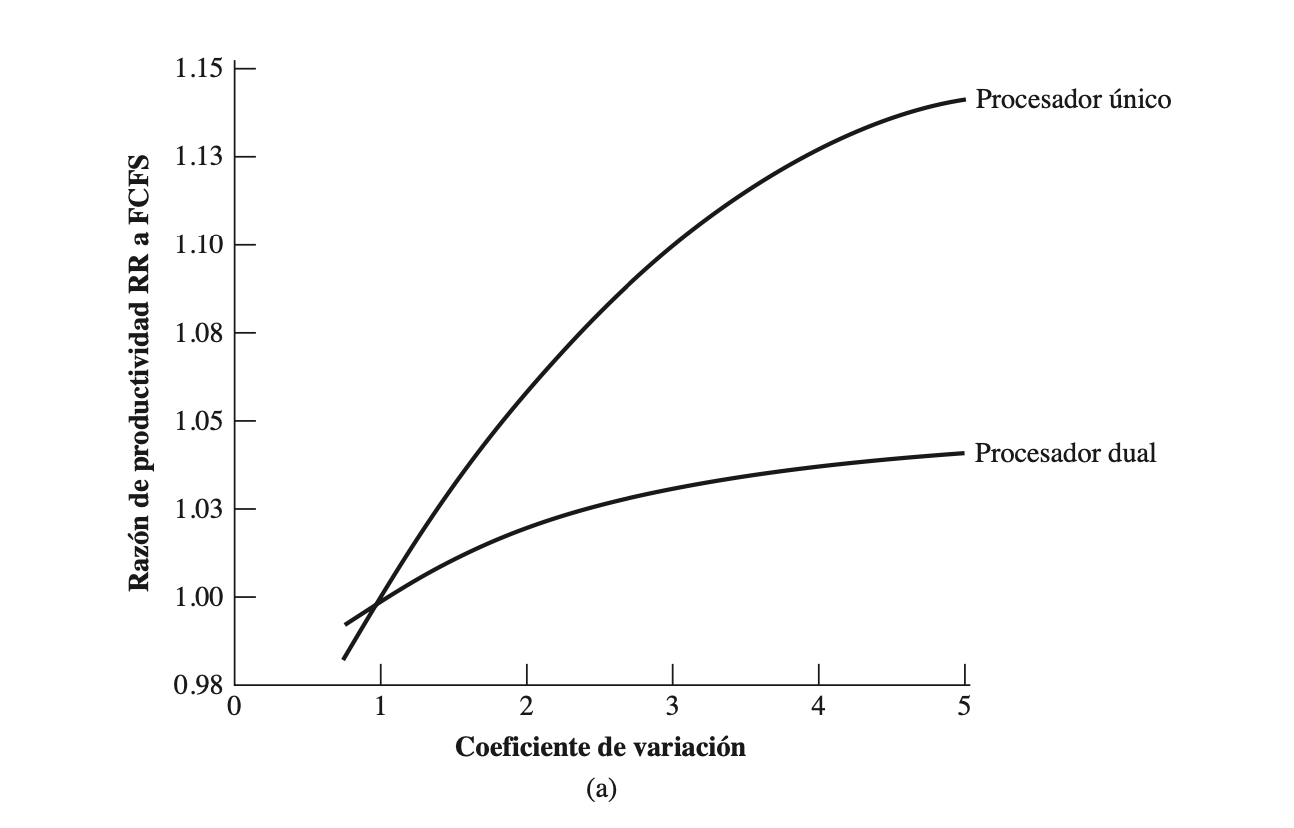 1.15
Procesador único
1.13
1.10
1.08
1.05
Procesador dual
1.03
1.00
0.98
Razón de productividad RR a FCFS
0 1 2 3 4 5
Coeficiente de variación
(a)